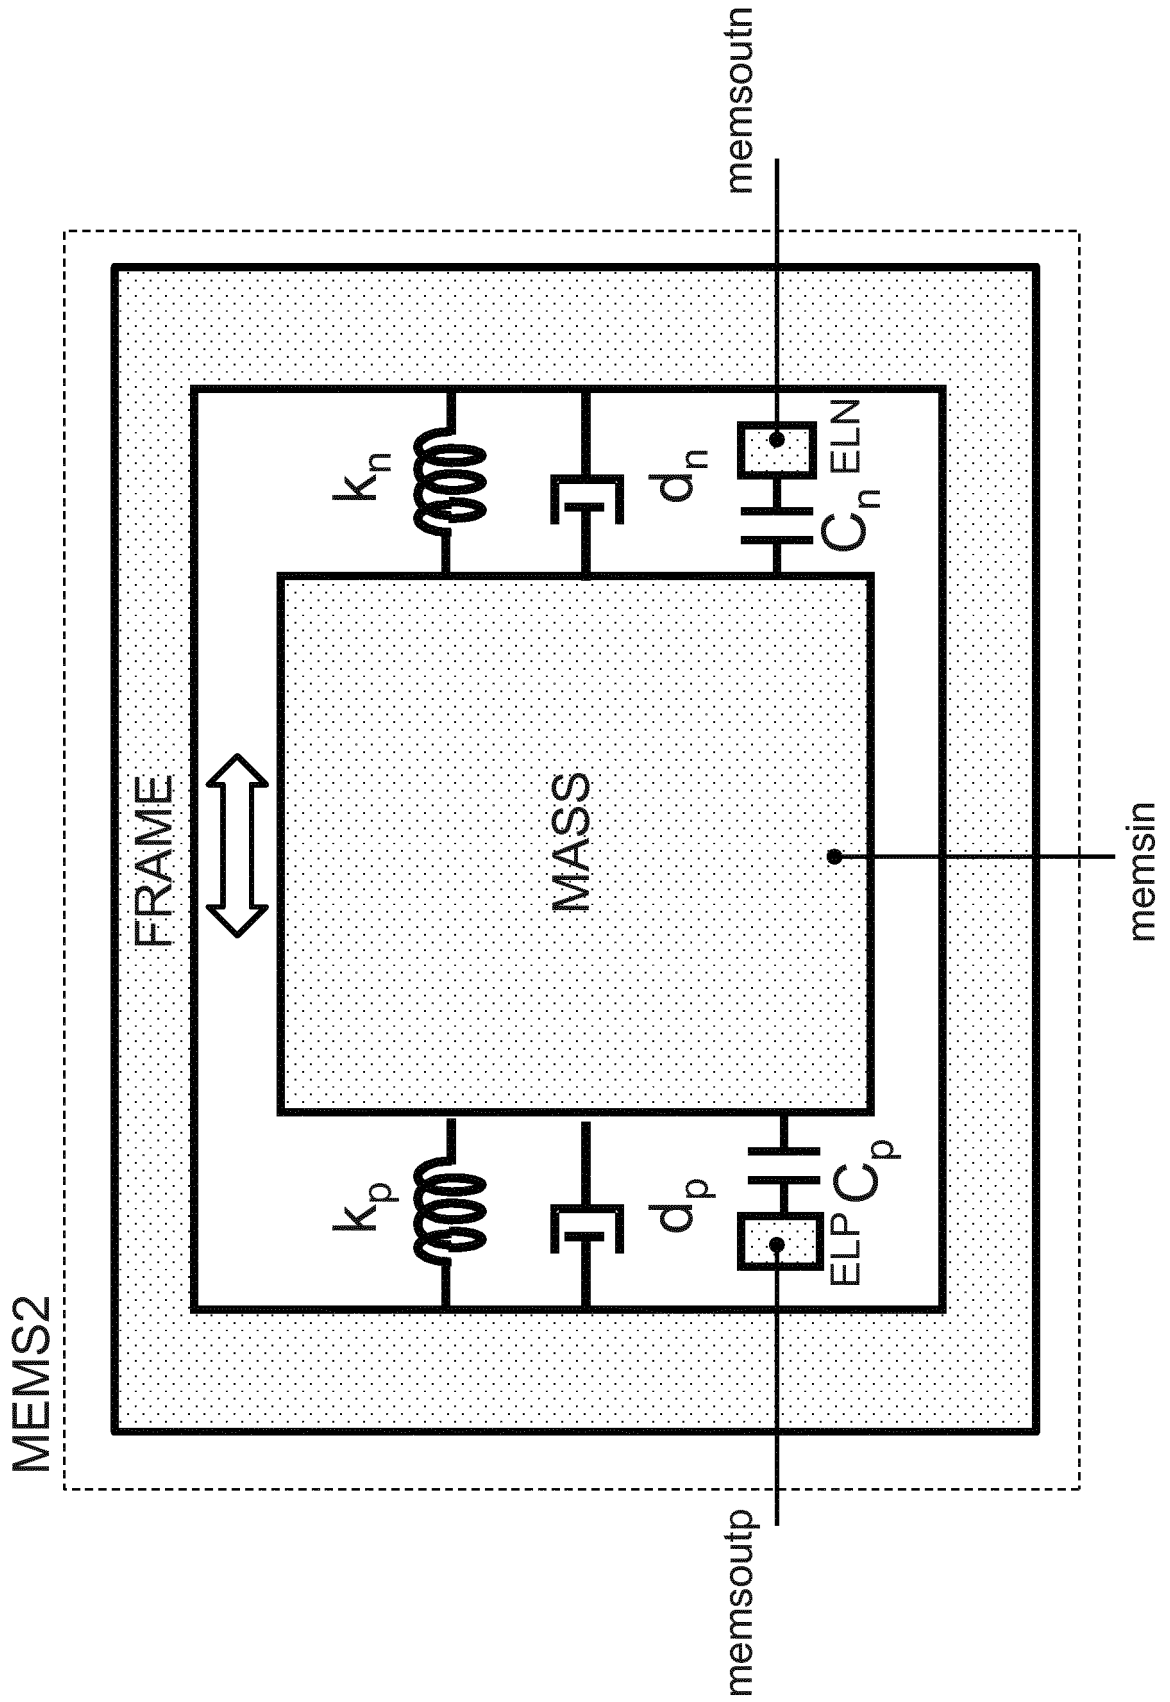 MEMS2
FRAME
k_p
k_n
MASS
d_p
d_n
memsoutp
memsoutn
ELP
C_p
C_n
ELN
memsin